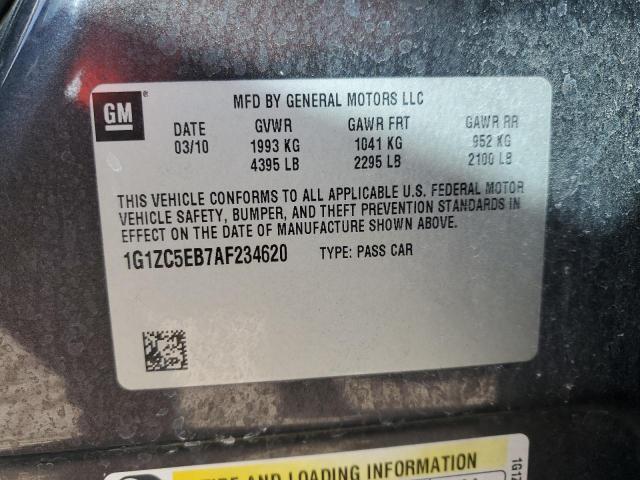 GM
MFD BY GENERAL MOTORS LLC
DATE GVWR GAWR FRT GAWR RR
03/10 1993 KG 1041 KG 952 KG
4395 LB 2295 LB 2100 LB
THIS VEHICLE CONFORMS TO ALL APPLICABLE U.S. FEDERAL MOTOR
VEHICLE SAFETY, BUMPER, AND THEFT PREVENTION STANDARDS IN
EFFECT ON THE DATE OF MANUFACTURE SHOWN ABOVE.
1G1ZC5EB7AF234620 TYPE: PASS CAR
AND LOADING INFORMATION
1G1Z